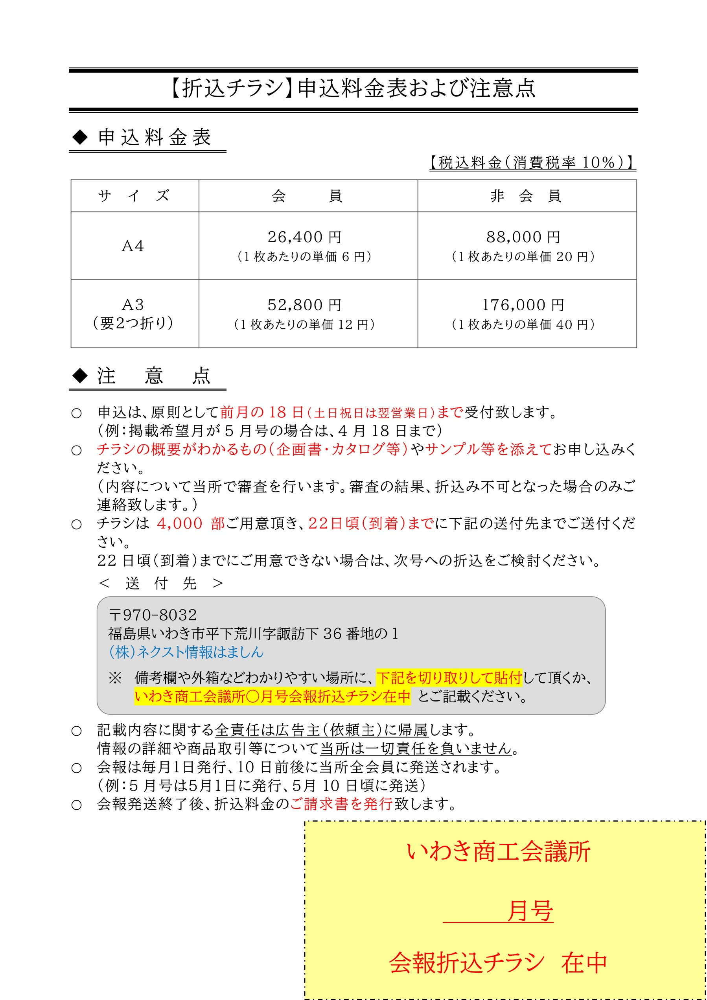 【折込チラシ】申込料金表および注意点
◆ 申込料金表
【税込料金（消費税率 10％）】
サ　イ　ズ　会　　　員　非　会　員
A4　26,400 円　88,000 円
（1 枚あたりの単価 6 円）　（1 枚あたりの単価 20 円）
A3　52,800 円　176,000 円
（要２つ折り）　（1 枚あたりの単価 12 円）　（1 枚あたりの単価 40 円）
◆ 注　意　点
○　申込は、原則として前月の 18 日（土日祝日は翌営業日）まで受付致します。
（例：掲載希望月が 5 月号の場合は、4 月 18 日まで）
○　チラシの概要がわかるもの（企画書・カタログ等）やサンプル等を添えてお申し込みく
ださい。
（内容について当所で審査を行います。審査の結果、折込み不可となった場合のみご
連絡致します。）
○　チラシは 4,000 部ご用意頂き、２２日頃（到着）までに下記の送付先までご送付くだ
さい。
22 日頃（到着）までにご用意できない場合は、次号への折込をご検討ください。
＜　送　付　先　＞
〒970-8032
福島県いわき市平下荒川字諏訪下 36 番地の 1
（株）ネクスト情報はましん
※　備考欄や外箱などわかりやすい場所に、下記を切り取りして貼付して頂くか、
いわき商工会議所○月号会報折込チラシ在中 とご記載ください。
○　記載内容に関する全責任は広告主（依頼主）に帰属します。
情報の詳細や商品取引等について当所は一切責任を負いません。
○　会報は毎月１日発行、10 日前後に当所全会員に発送されます。
（例：5 月号は５月１日に発行、５月 10 日頃に発送）
○　会報発送終了後、折込料金のご請求書を発行致します。
いわき商工会議所
月号
会報折込チラシ　在中